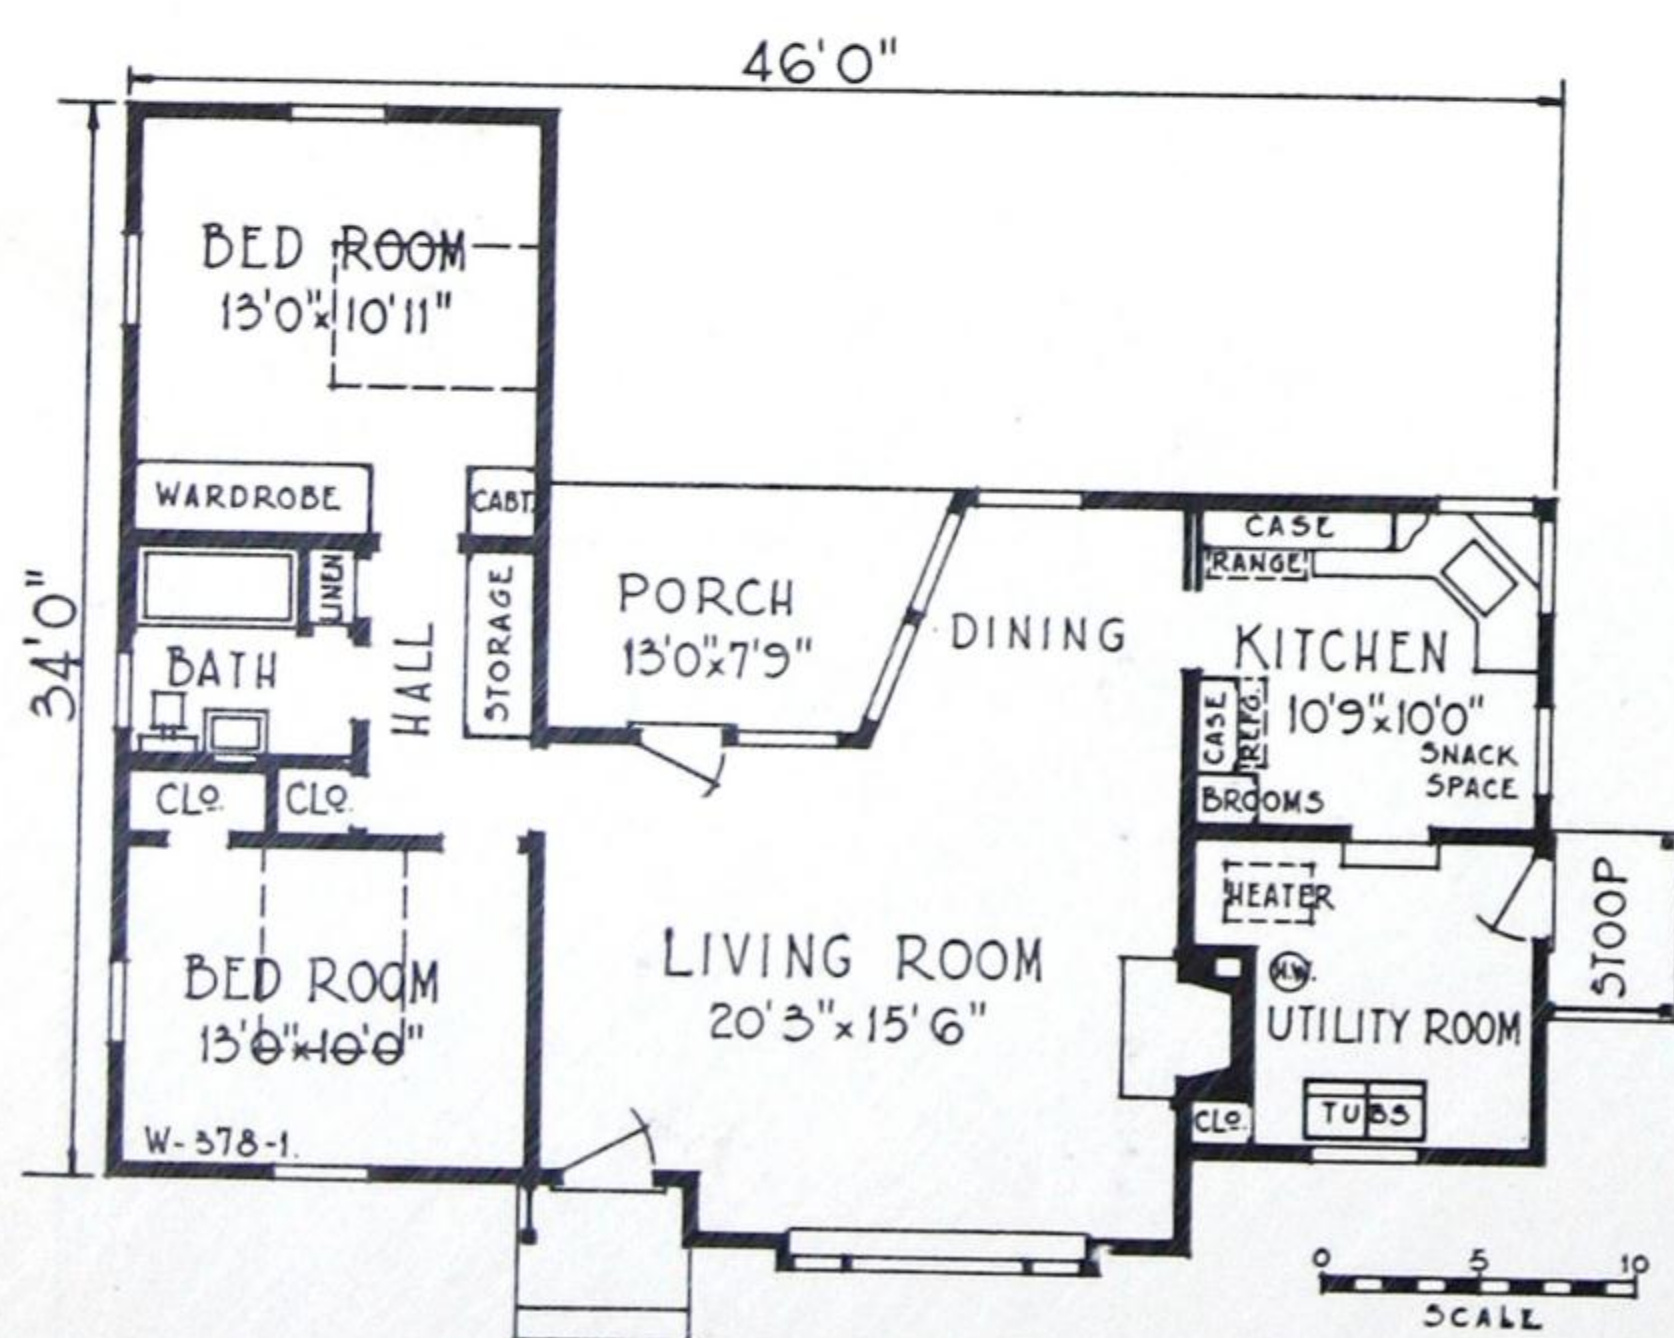 46'0"
34'0"
BED ROOM
13'0"x10'11"
WARDROBE
CABT.
LINEN
BATH
HALL
STORAGE
CLO.
CLO.
BED ROOM
13'0"x10'0"
W-378-1.
PORCH
13'0"x7'9"
DINING
CASE
RANGE
KITCHEN
10'9"x10'0"
CASE
REFG.
SNACK
SPACE
BROOMS
HEATER
H.W.
UTILITY ROOM
STOOP
TUBS
CLO.
LIVING ROOM
20'3"x15'6"
0 5 10
SCALE